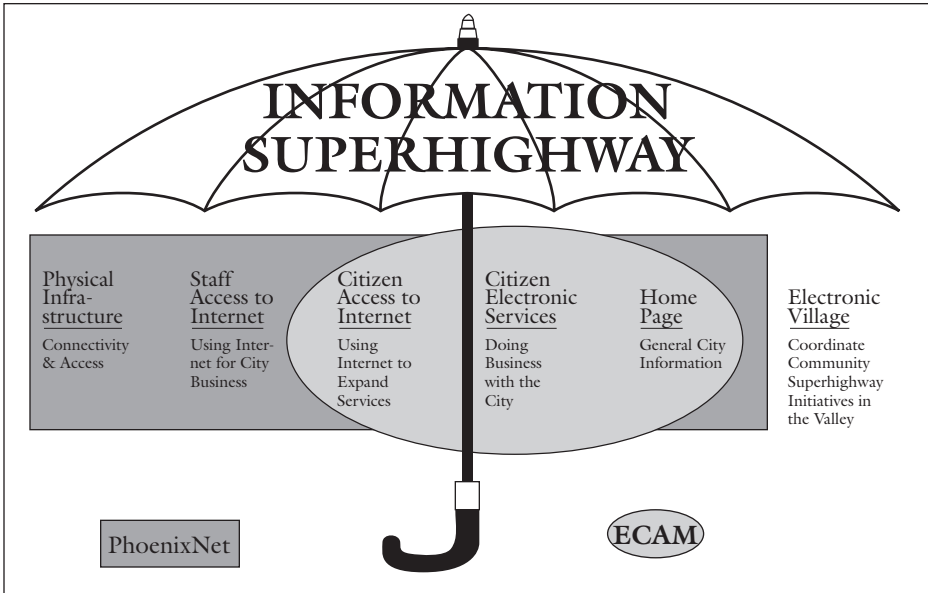 INFORMATION
SUPERHIGHWAY
Physical
Infra-
structure
Connectivity
& Access
Staff
Access to
Internet
Using Inter-
net for City
Business
Citizen
Access to
Internet
Using
Internet to
Expand
Services
Citizen
Electronic
Services
Doing
Business
with the
City
Home
Page
General City
Information
Electronic
Village
Coordinate
Community
Superhighway
Initiatives in
the Valley
PhoenixNet
ECAM